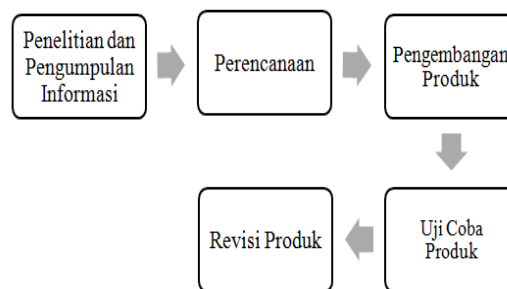 Penelitian dan
Pengumpulan
Informasi
Perencanaan
Pengembangan
Produk
Uji Coba
Produk
Revisi Produk